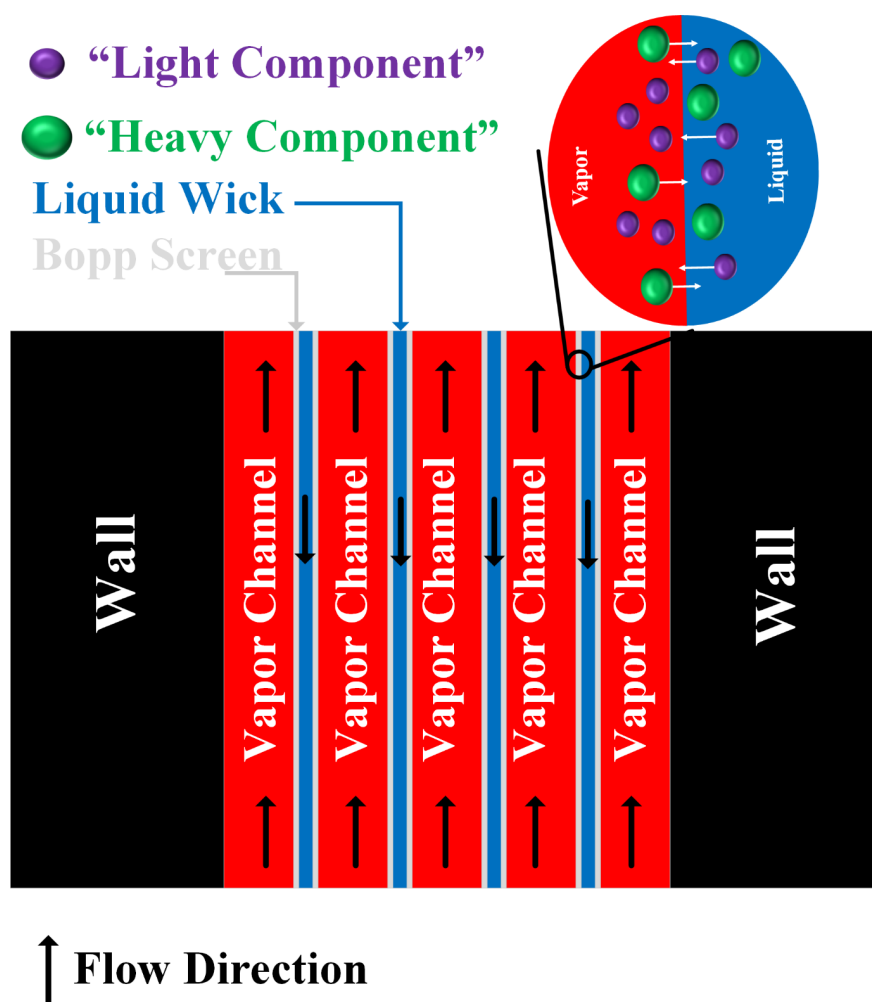 “Light Component”
“Heavy Component”
Liquid Wick
Bopp Screen
Vapor
Liquid
Wall
Vapor Channel
Vapor Channel
Vapor Channel
Vapor Channel
Vapor Channel
Wall
Flow Direction